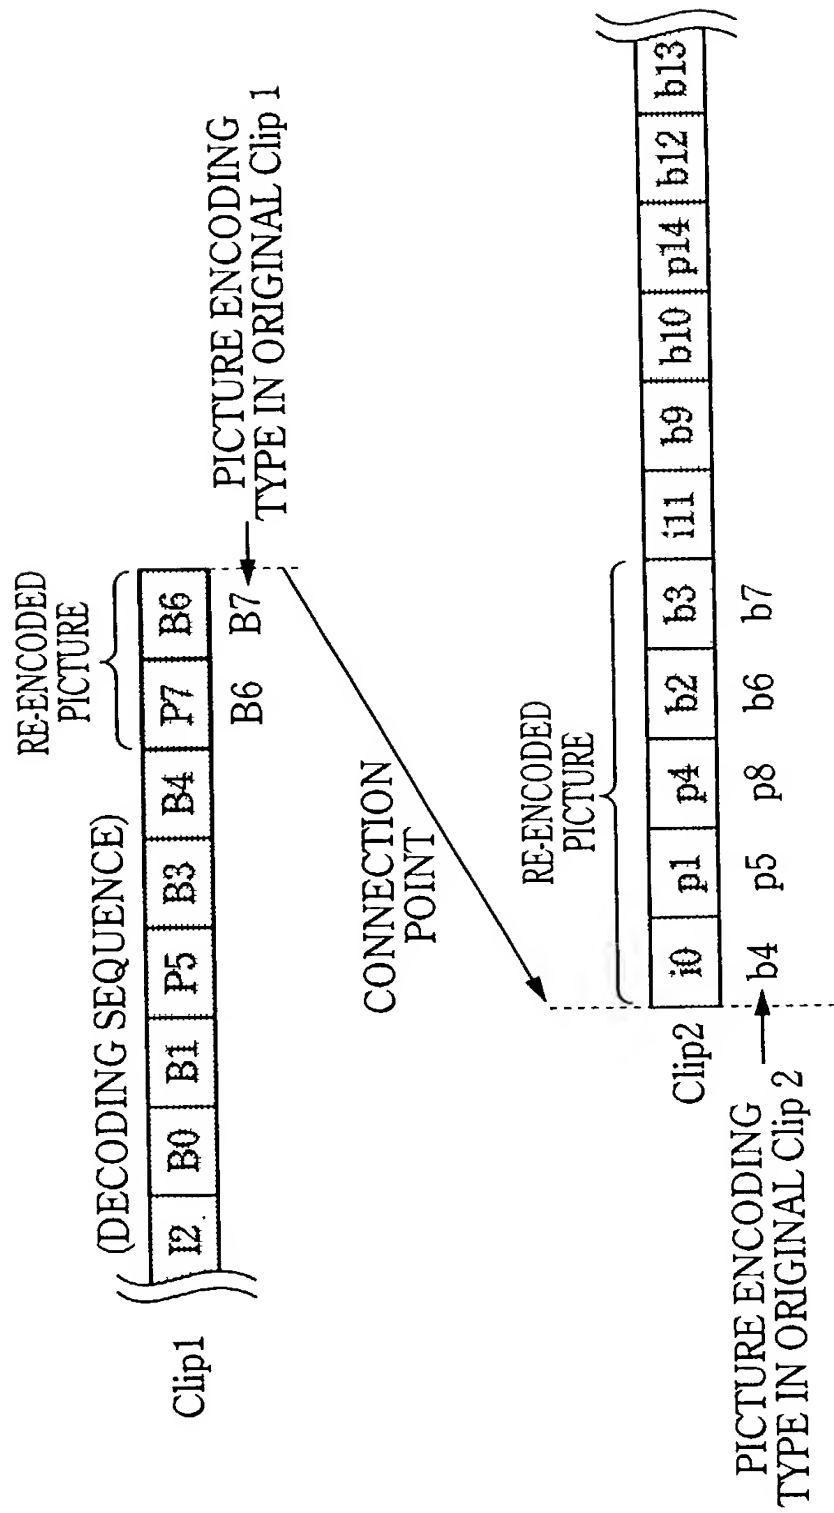 (DECODING SEQUENCE)
RE-ENCODED
PICTURE
Clip1
I2 B0 B1 P5 B3 B4 P7 B6
B6 B7
PICTURE ENCODING
TYPE IN ORIGINAL Clip 1
CONNECTION
POINT
RE-ENCODED
PICTURE
Clip2
i0 p1 p4 b2 b3 i11 b9 b10 p14 b12 b13
b4 p5 p8 b6 b7
PICTURE ENCODING
TYPE IN ORIGINAL Clip 2